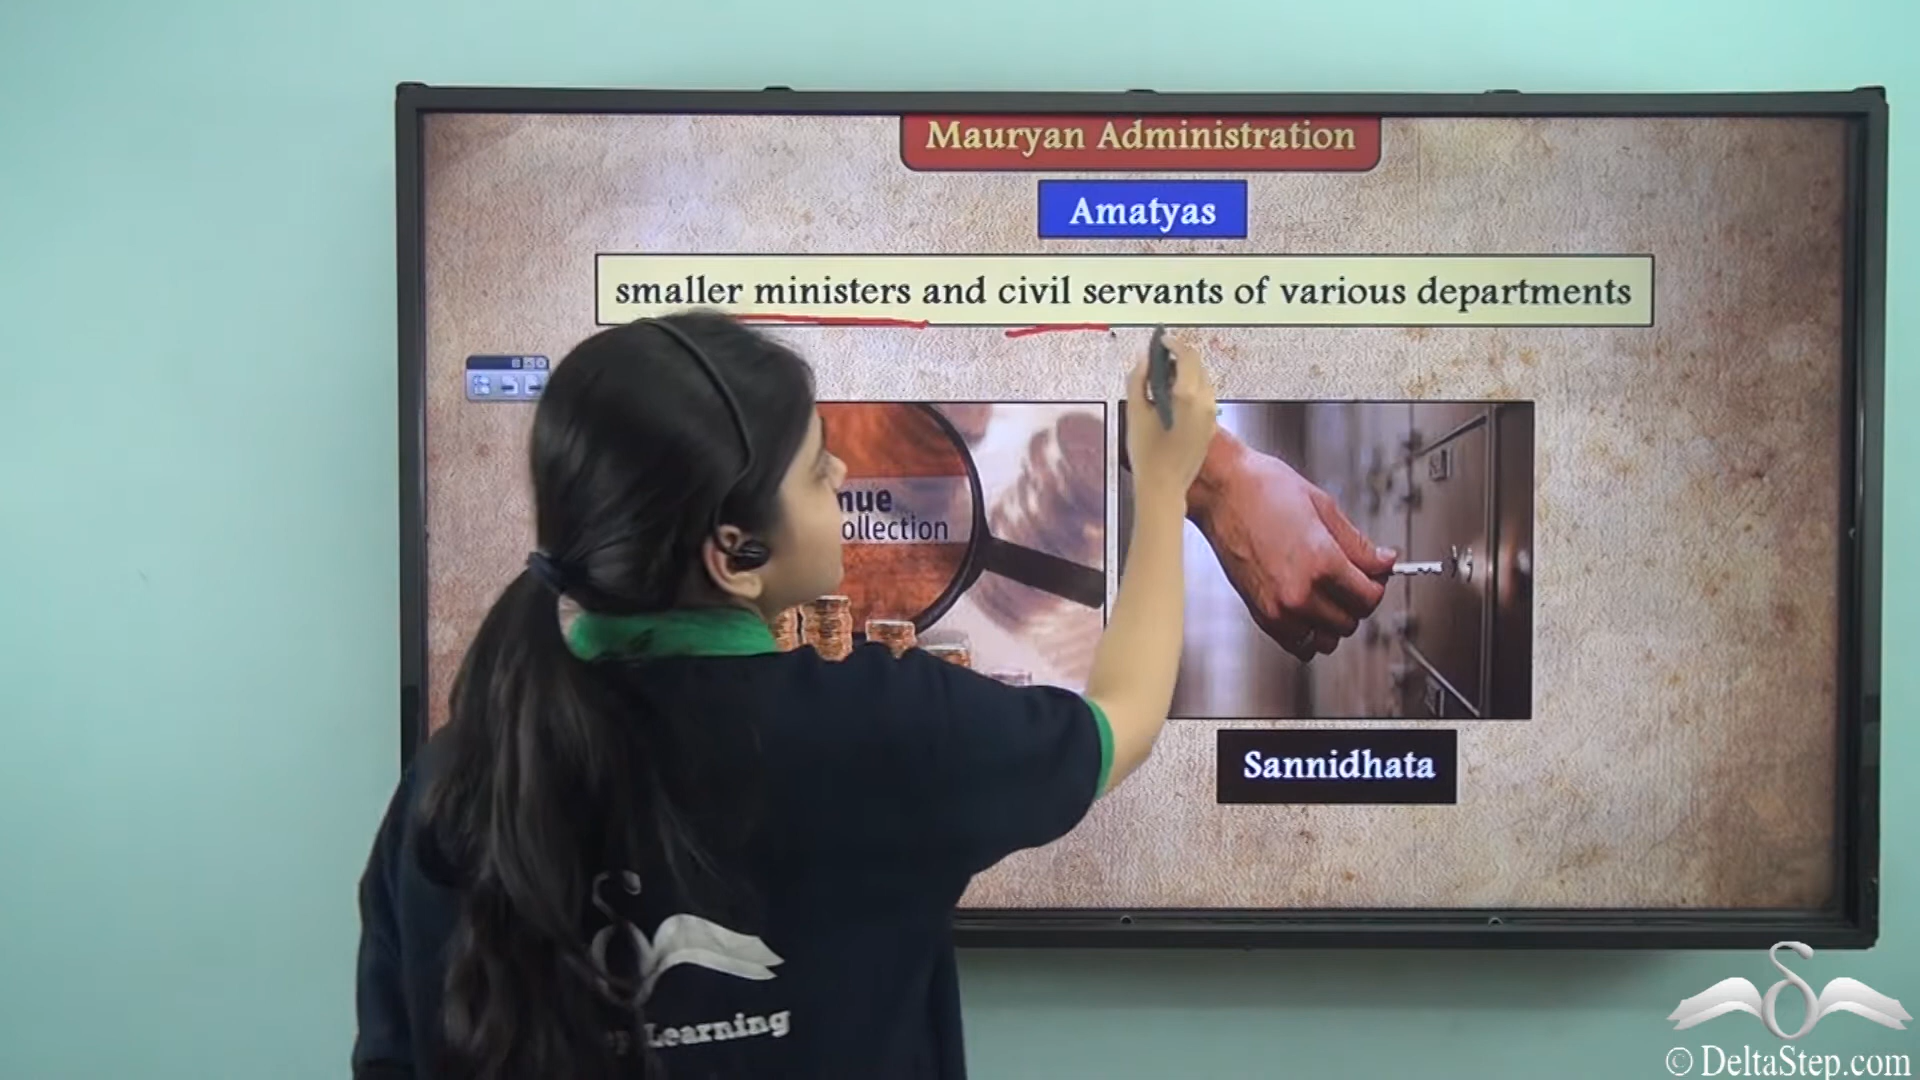 Mauryan Administration
Amatyas
smaller ministers and civil servants of various departments
nue
ollection
Sannidhata
Learning
© DeltaStep.com